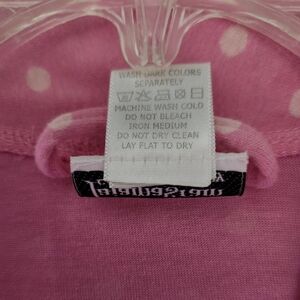 WASH DARK COLORS
SEPARATELY
MACHINE WASH COLD
DO NOT BLEACH
IRON MEDIUM
DO NOT DRY CLEAN
LAY FLAT TO DRY